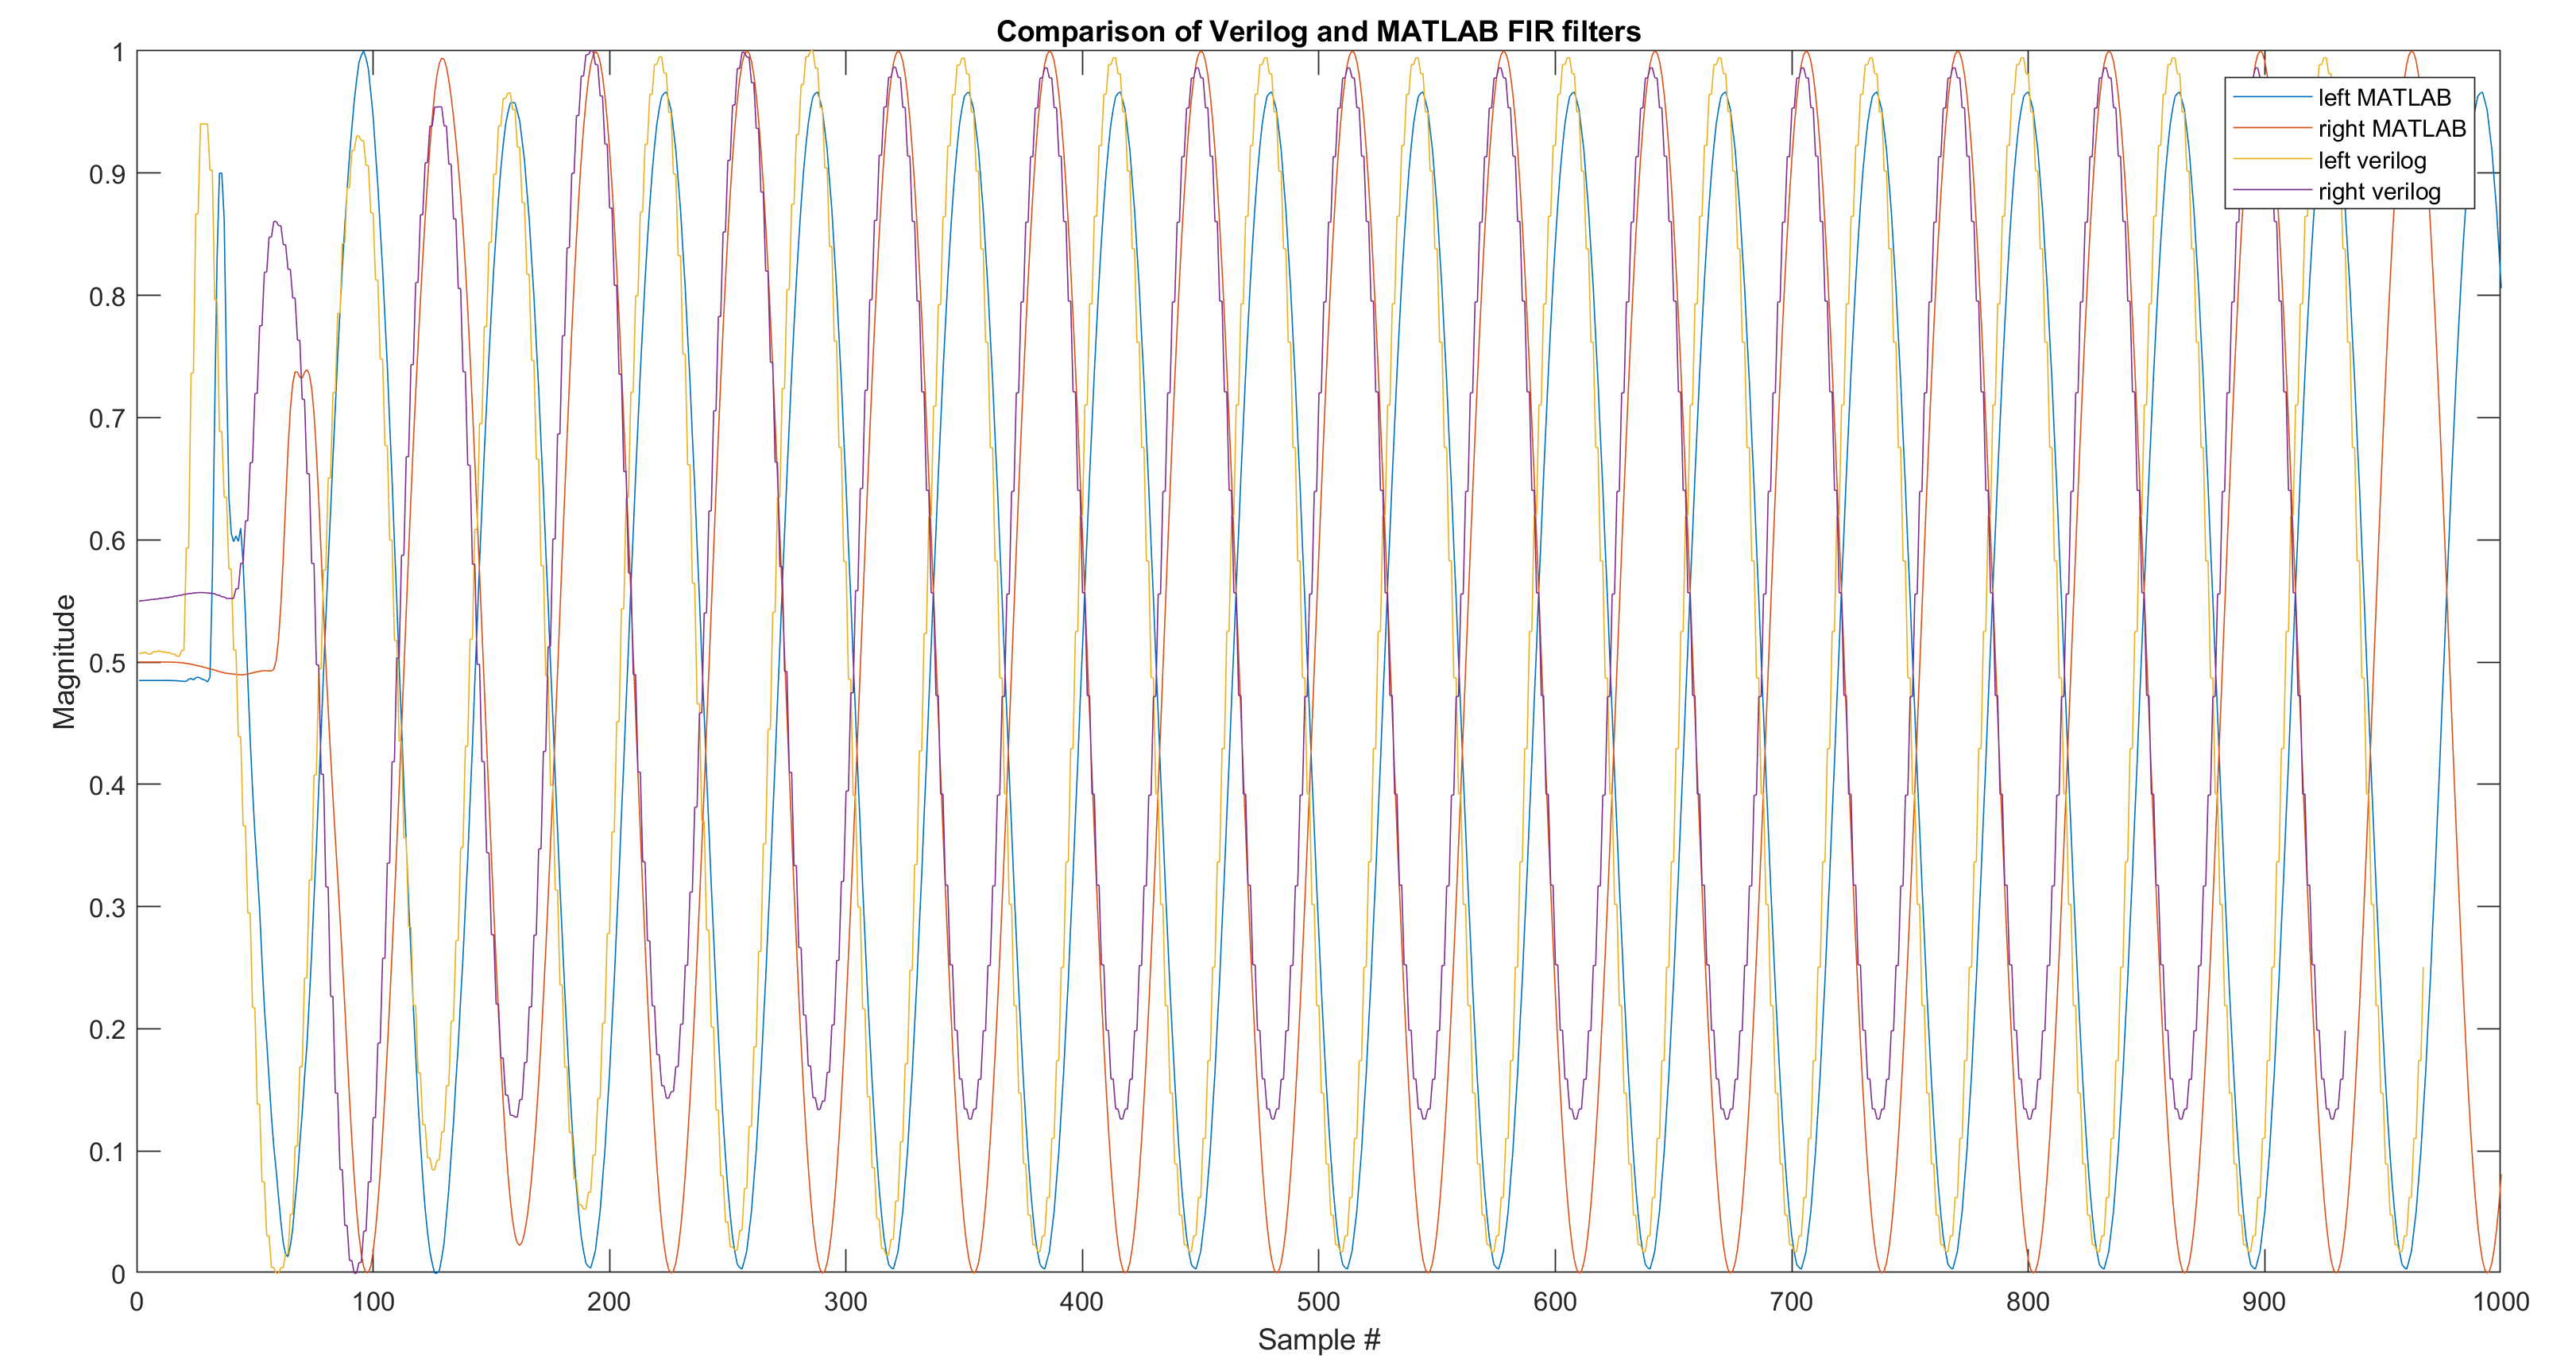 Comparison of Verilog and MATLAB FIR filters
1
0.9
0.8
0.7
0.6
0.5
0.4
0.3
0.2
0.1
0
Magnitude
left MATLAB
right MATLAB
left verilog
right verilog
0 100 200 300 400 500 600 700 800 900 1000
Sample #